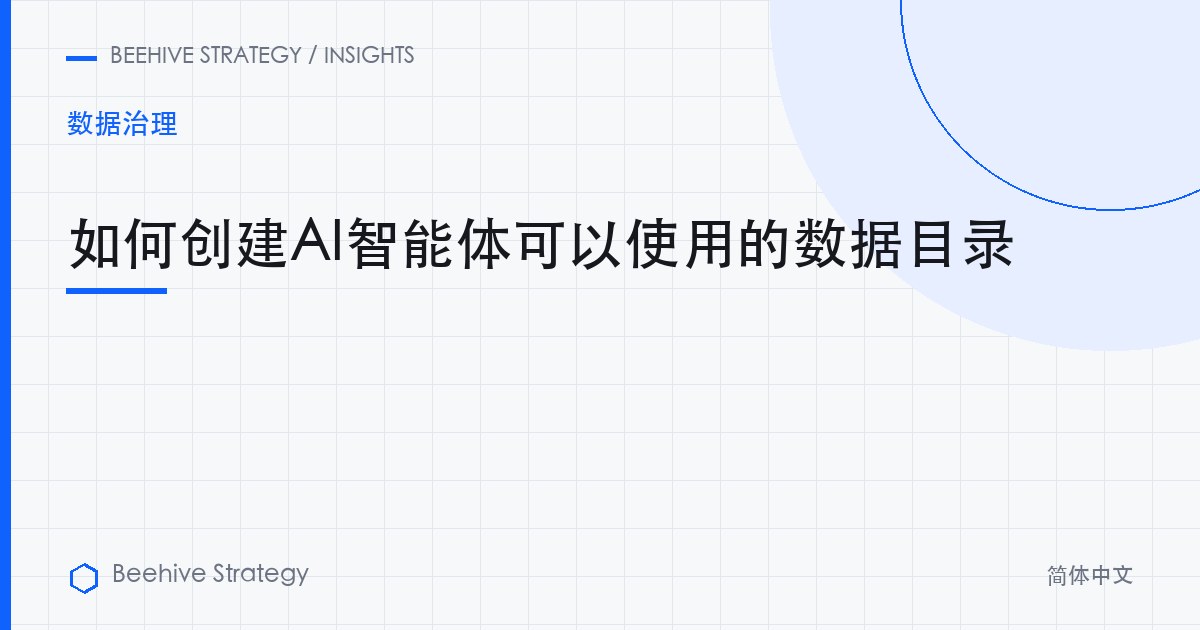 BEEHIVE STRATEGY / INSIGHTS
数据治理
如何创建AI智能体可以使用的数据目录
Beehive Strategy
简体中文